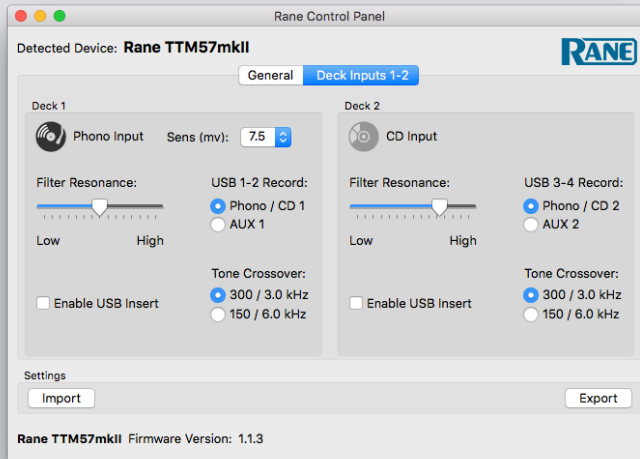 Rane Control Panel
Detected Device: Rane TTM57mkII
RANE
General Deck Inputs 1-2
Deck 1
Phono Input Sens (mv): 7.5
Filter Resonance: USB 1-2 Record:
Phono / CD 1
AUX 1
Low High
Tone Crossover:
Enable USB Insert 300 / 3.0 kHz
150 / 6.0 kHz
Deck 2
CD Input
Filter Resonance: USB 3-4 Record:
Phono / CD 2
AUX 2
Low High
Tone Crossover:
Enable USB Insert 300 / 3.0 kHz
150 / 6.0 kHz
Settings
Import Export
Rane TTM57mkII Firmware Version: 1.1.3